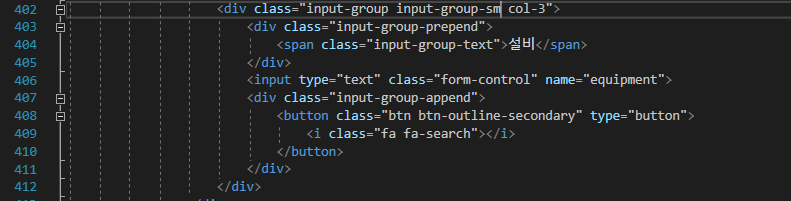 402 <div class="input-group input-group-sm col-3">
403 <div class="input-group-prepend">
404 <span class="input-group-text">설비</span>
405 </div>
406 <input type="text" class="form-control" name="equipment">
407 <div class="input-group-append">
408 <button class="btn btn-outline-secondary" type="button">
409 <i class="fa fa-search"></i>
410 </button>
411 </div>
412 </div>